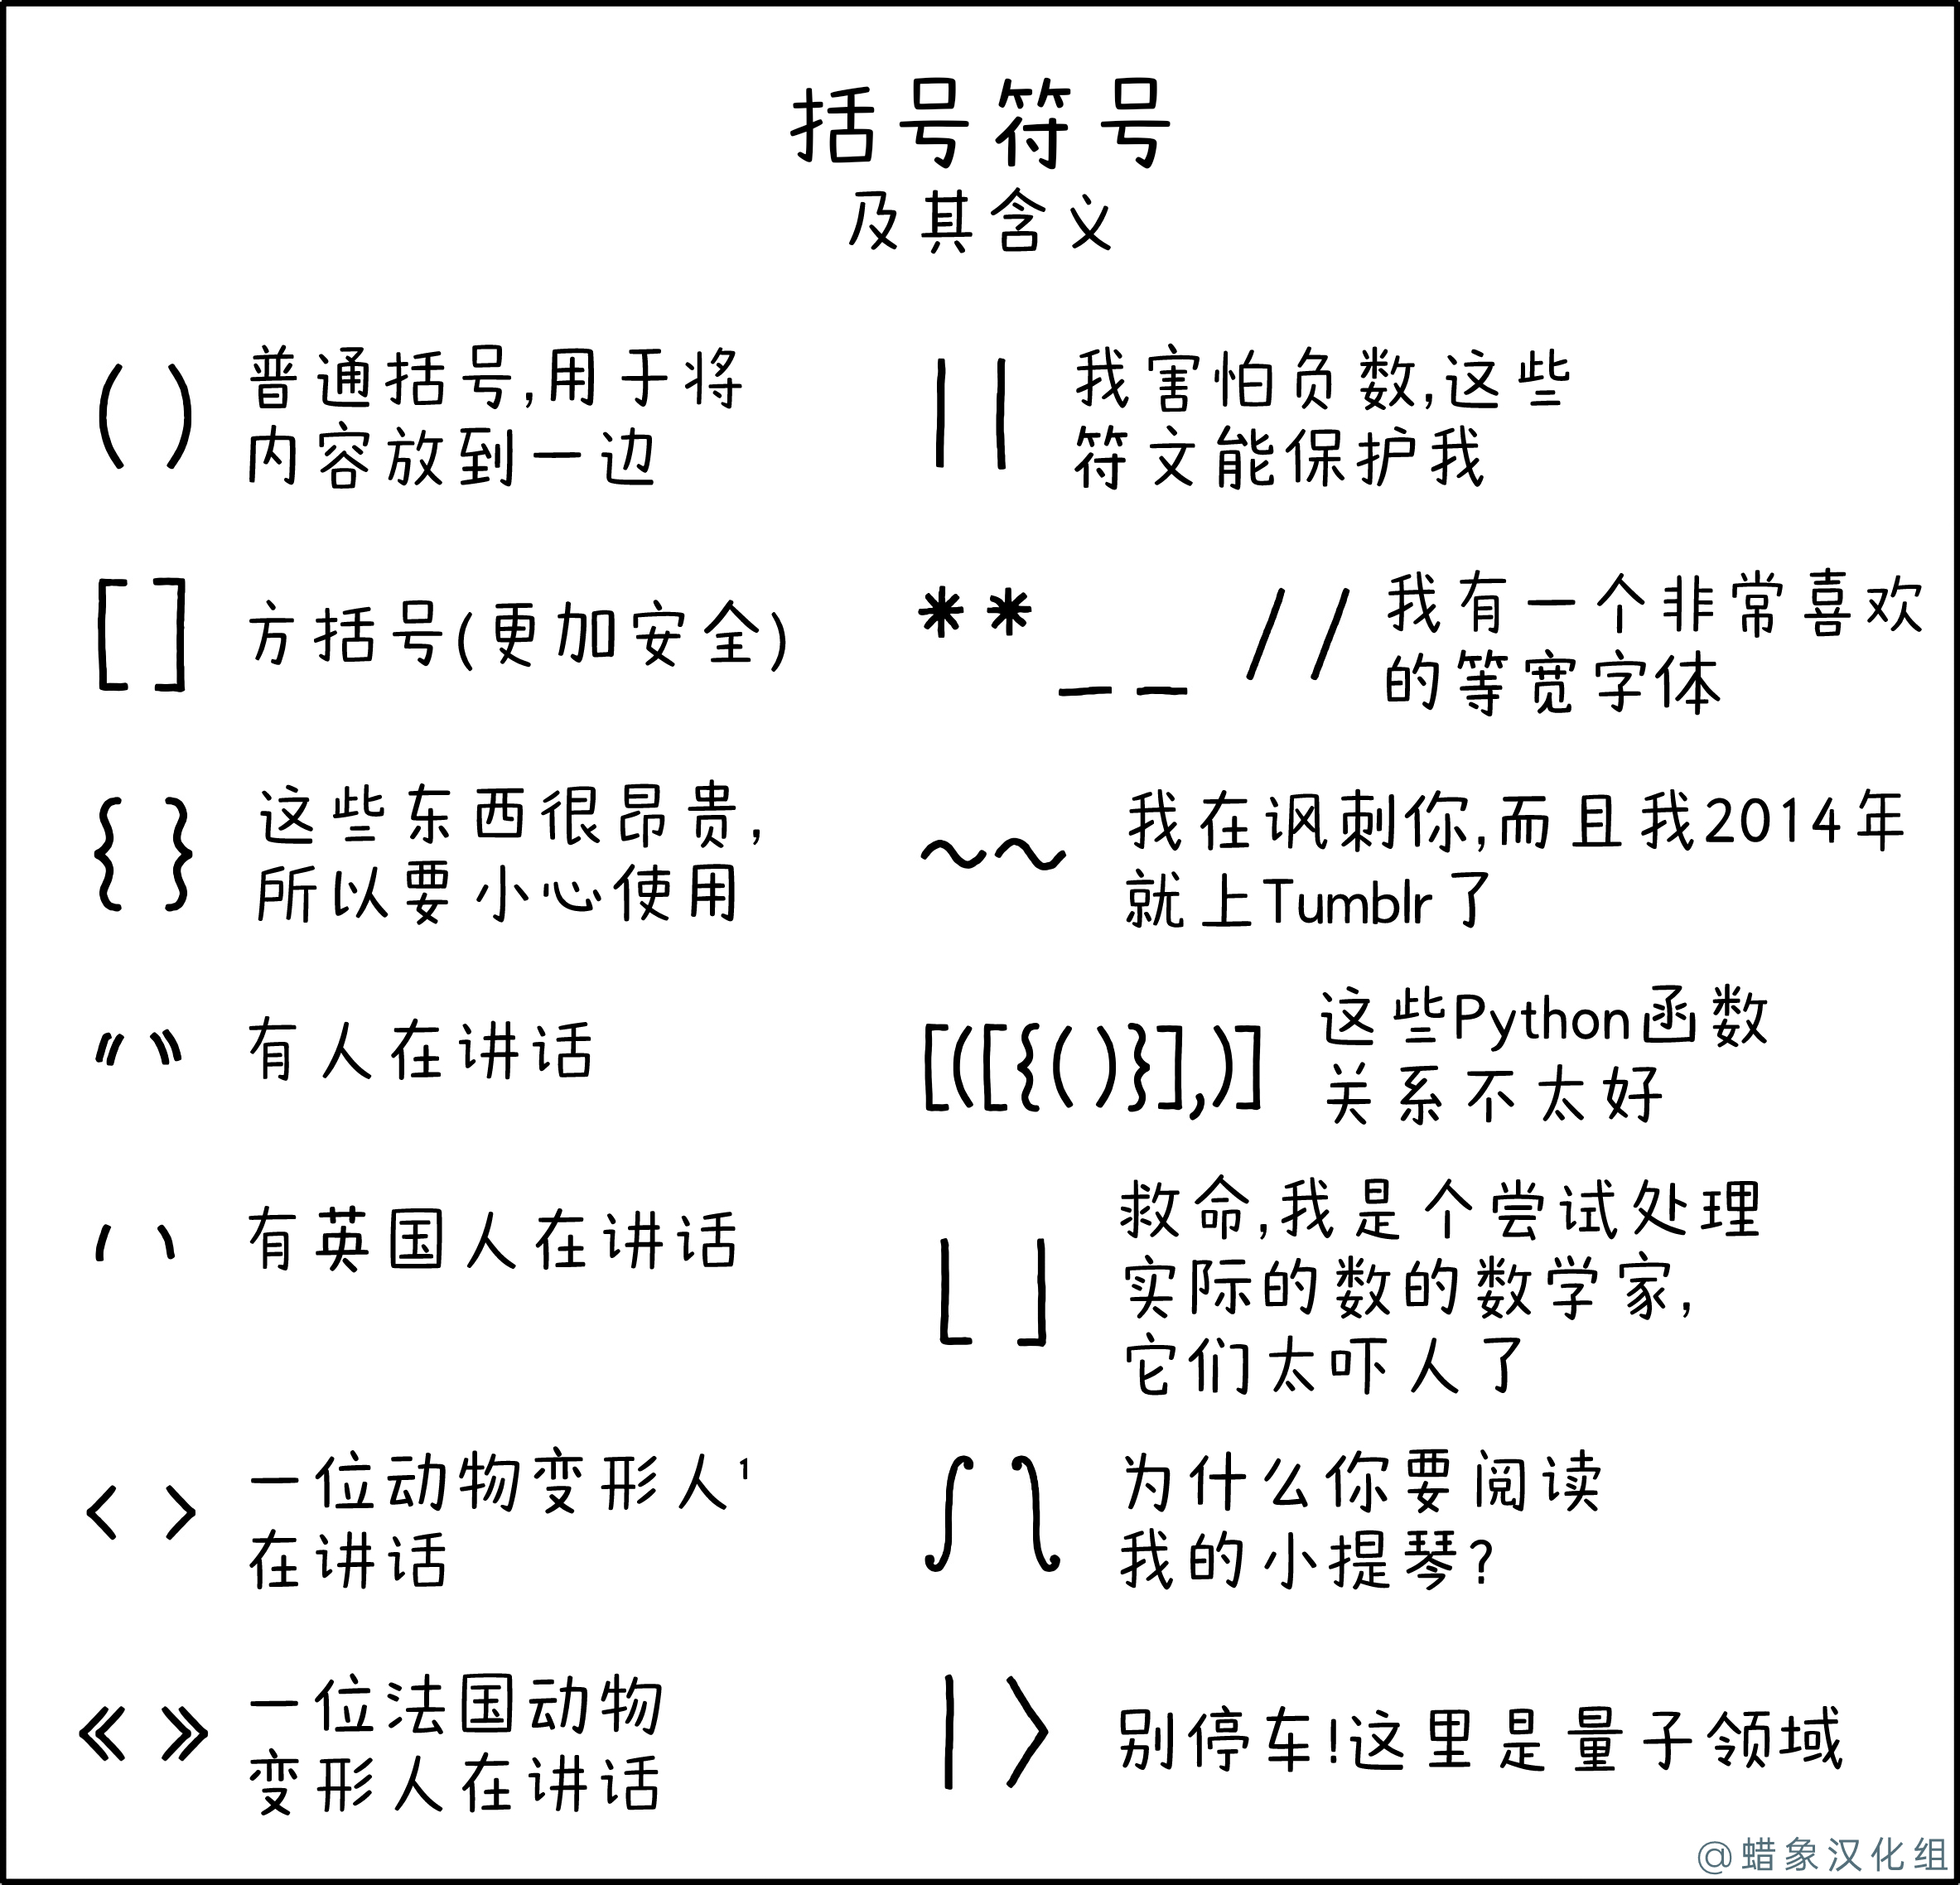 括号符号
及其含义
( ) 普通括号,用于将
内容放到一边
[ ] 方括号(更加安全)
{ } 这些东西很昂贵,
所以要小心使用
“ ” 有人在讲话
‘ ’ 有英国人在讲话
< > 一位动物变形人¹
在讲话
« » 一位法国动物
变形人在讲话
| | 我害怕负数,这些
符文能保护我
* * _ _ / / 我有一个非常喜欢
的等宽字体
~ ~ 我在讽刺你,而且我2014年
就上Tumblr了
[([{()}],)] 这些Python函数
关系不太好
⌊ ⌋ 救命,我是个尝试处理
实际的数的数学家,
它们太吓人了
为什么你要阅读
我的小提琴?
| 〉 别停车!这里是量子领域
@蜡象汉化组